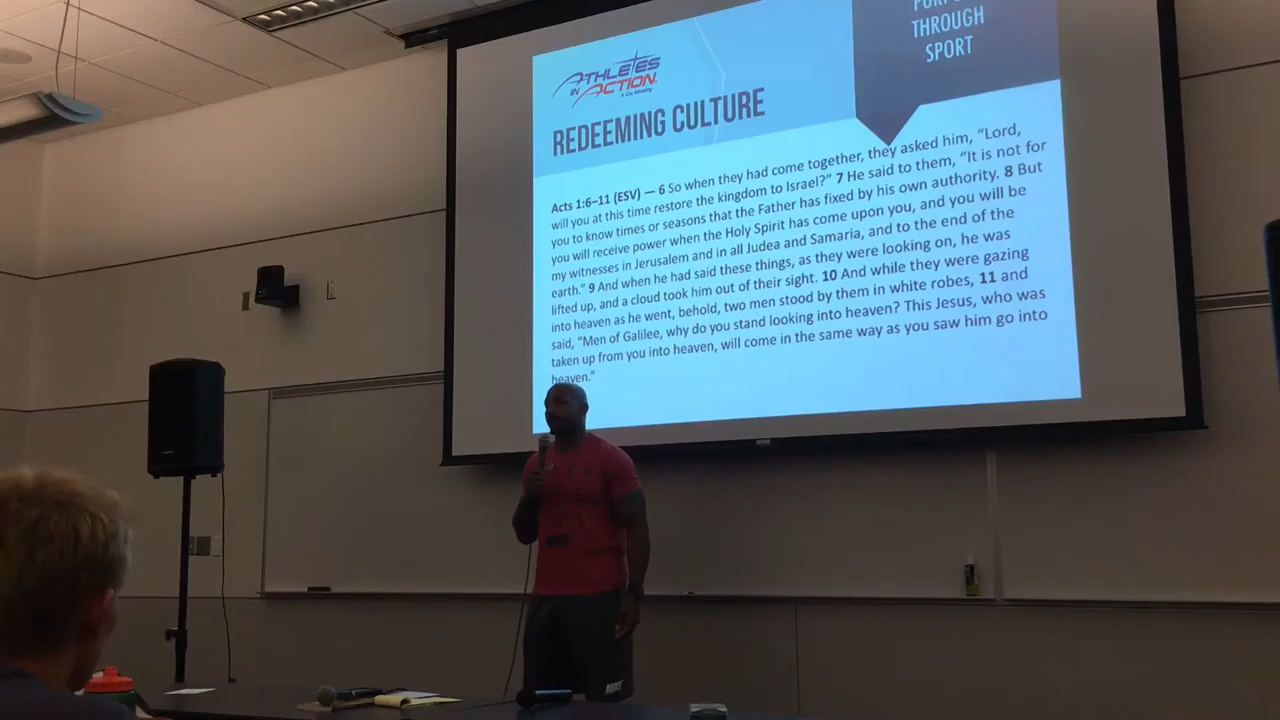 THROUGH
SPORT
ATHLETES
IN ACTION
A Cru Ministry
REDEEMING CULTURE
Acts 1:6–11 (ESV) — 6 So when they had come together, they asked him, “Lord,
will you at this time restore the kingdom to Israel?” 7 He said to them, “It is not for
you to know times or seasons that the Father has fixed by his own authority. 8 But
you will receive power when the Holy Spirit has come upon you, and you will be
my witnesses in Jerusalem and in all Judea and Samaria, and to the end of the
earth.” 9 And when he had said these things, as they were looking on, he was
lifted up, and a cloud took him out of their sight. 10 And while they were gazing
into heaven as he went, behold, two men stood by them in white robes, 11 and
said, “Men of Galilee, why do you stand looking into heaven? This Jesus, who was
taken up from you into heaven, will come in the same way as you saw him go into
heaven.”
NIKE